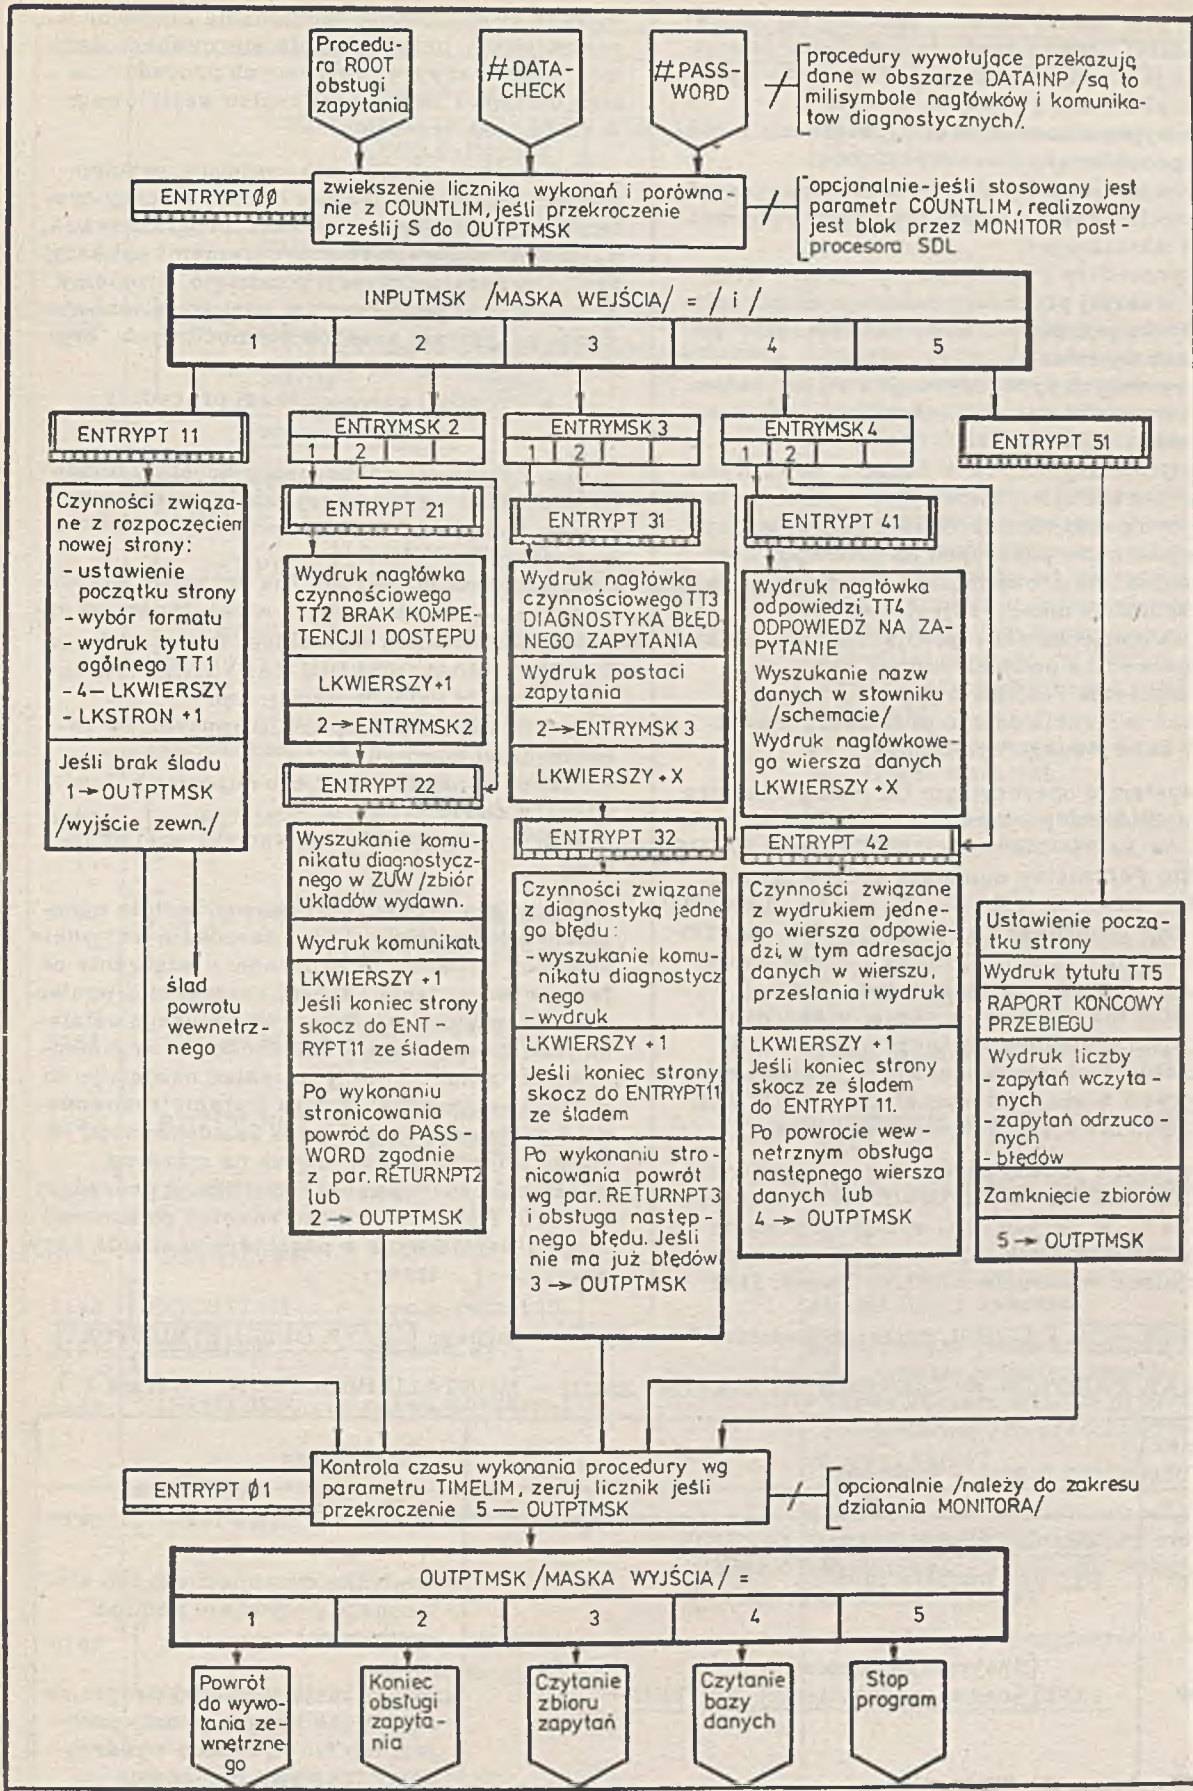 Procedu-
ra ROOT
obsługi
zapytania
#DATA-
CHECK
#PASS-
WORD
procedury wywołujące przekazują
dane w obszarze DATAINP /są to
milisymbole nagłówków i komunika-
tow diagnostycznych/.
ENTRYPTØØ
zwiekszenie licznika wykonań i porówna-
nie z COUNTLIM, jeśli przekroczenie
prześlij S do OUTPTMSK
opcjonalnie-jeśli stosowany jest
parametr COUNTLIM, realizowany
jest blok przez MONITOR post-
procesora SDL
INPUTMSK /MASKA WEJŚCIA/ = / i /
1 2 3 4 5
ENTRYPT 11
ENTRYMSK 2
1 2
ENTRYMSK 3
1 2
ENTRYMSK 4
1 2
ENTRYPT 51
Czynności związa-
ne z rozpoczęciem
nowej strony:
- ustawienie
początku strony
- wybór formatu
- wydruk tytułu
ogólnego TT1
- 4 — LKWIERSZY
- LKSTRON +1
Jeśli brak śladu
1 → OUTPTMSK
/wyjście zewn./
ślad
powrotu
wewnetrz-
nego
ENTRYPT 21
Wydruk nagłówka
czynnościowego
TT2 BRAK KOMPE-
TENCJI I DOSTĘPU
LKWIERSZY+1
2 → ENTRYMSK 2
ENTRYPT 22
Wyszukanie komu-
nikatu diagnostycz-
nego w ZUW /zbiór
układów wydawn.
Wydruk komunikatu
LKWIERSZY +1
Jeśli koniec strony
skocz do ENT-
RYPT11 ze śladem
Po wykonaniu
stronicowania
powróć do PASS-
WORD zgodnie
z par. RETURNPT2
lub
2 → OUTPTMSK
ENTRYPT 31
Wydruk nagłówka
czynnościowego TT3
DIAGNOSTYKA BŁĘD-
NEGO ZAPYTANIA
Wydruk postaci
zapytania
2 → ENTRYMSK 3
LKWIERSZY + X
ENTRYPT 32
Czynności związane
z diagnostyką jedne
go błędu:
- wyszukanie komu-
nikatu diagnostycz
nego
- wydruk
LKWIERSZY +1
Jeśli koniec strony
skocz do ENTRYPT11
ze śladem
Po wykonaniu stro-
nicowania powrót
wg par. RETURNPT3
i obsługa nastep-
nego błędu. Jeśli
nie ma już błędów
3 → OUTPTMSK
ENTRYPT 41
Wydruk nagłówka
odpowiedzi, TT4
ODPOWIEDŹ NA ZA-
PYTANIE
Wyszukanie nazw
danych w słowniku
/schemacie/
Wydruk nagłówkowe-
go wiersza danych
LKWIERSZY + X
ENTRYPT 42
Czynności związane
z wydrukiem jedne-
go wiersza odpowie-
dzi, w tym adresacja
danych w wierszu,
przesłania i wydruk
LKWIERSZY +1
Jeśli koniec strony
skocz ze śladem
do ENTRYPT 11.
Po powrocie wew-
netrznym obsługa
następnego wiersza
danych lub
4 → OUTPTMSK
Ustawienie począ-
tku strony
Wydruk tytułu TT5
RAPORT KOŃCOWY
PRZEBIEGU
Wydruk liczby
- zapytań wczyta-
nych
- zapytań odrzuco-
nych
- błędów
Zamknięcie zbiorów
5 → OUTPTMSK
ENTRYPT Ø1
Kontrola czasu wykonania procedury wg
parametru TIMELIM, zeruj licznik jeśli
przekroczenie 5 — OUTPTMSK
opcionalnie /należy do zakresu
działania MONITORA/
OUTPTMSK /MASKA WYJŚCIA/ =
1 2 3 4 5
Powrót
do wywo-
łania ze-
wnętrzne-
go
Koniec
obsługi
zapyta-
nia
Czytanie
zbioru
zapytań
Czytanie
bazy
danych
Stop
program